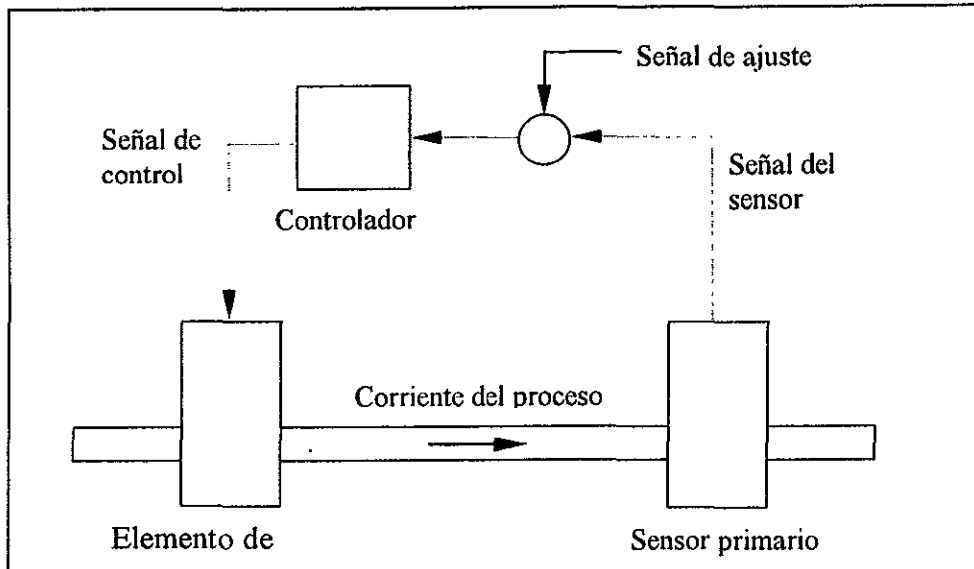 Señal de ajuste
Señal de
control
Señal del
sensor
Controlador
Corriente del proceso
Elemento de
Sensor primario